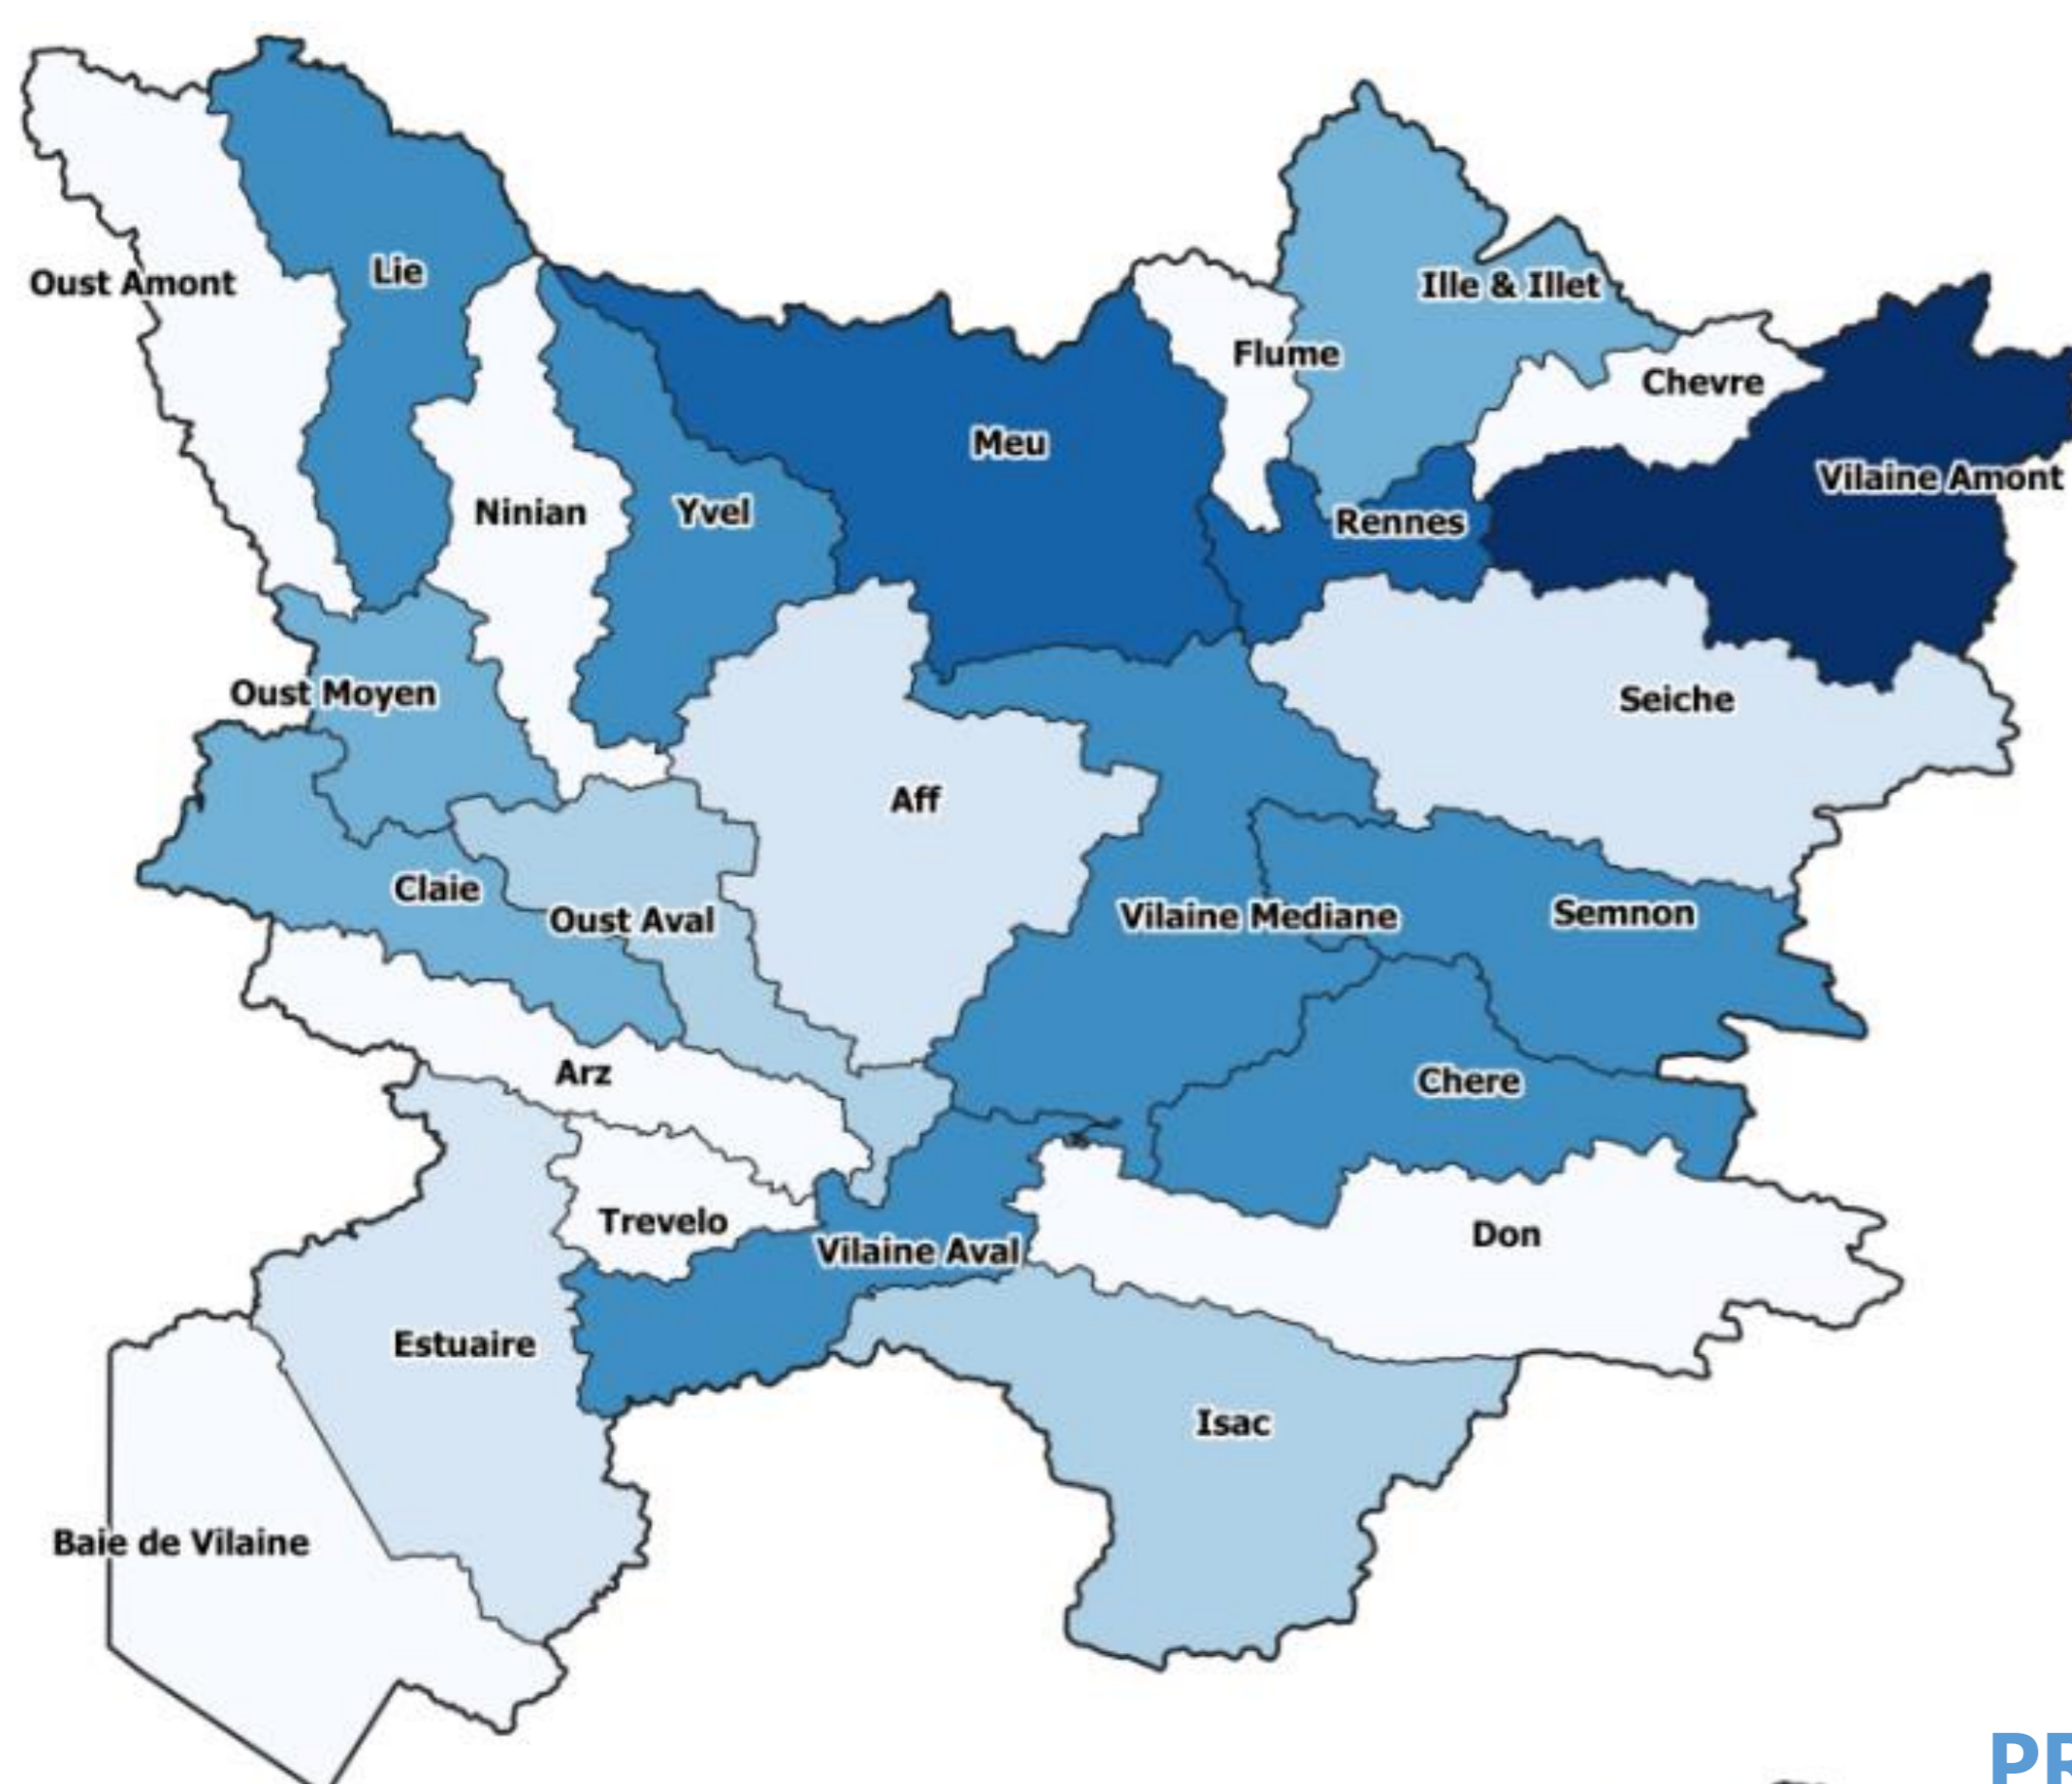 Oust Amont
Lie
Ille & Illet
Flume
Chevre
Meu
Vilaine Amont
Ninian
Yvel
Rennes
Oust Moyen
Seiche
Aff
Claie
Oust Aval
Vilaine Mediane
Semnon
Arz
Chere
Trevelo
Vilaine Aval
Don
Estuaire
Isac
Baie de Vilaine
PR